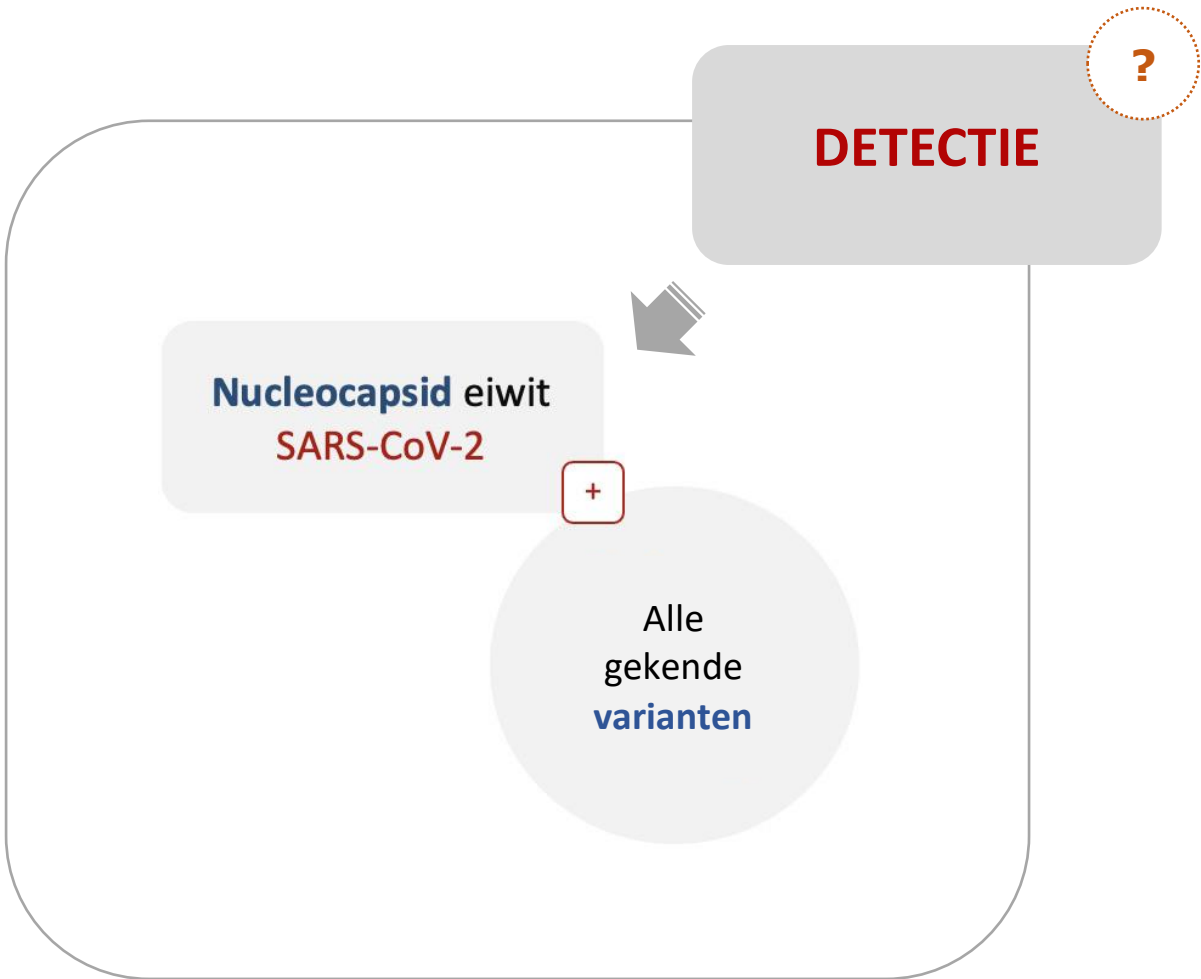 ?
DETECTIE
Nucleocapsid eiwit
SARS-CoV-2
+
Alle
gekende
varianten